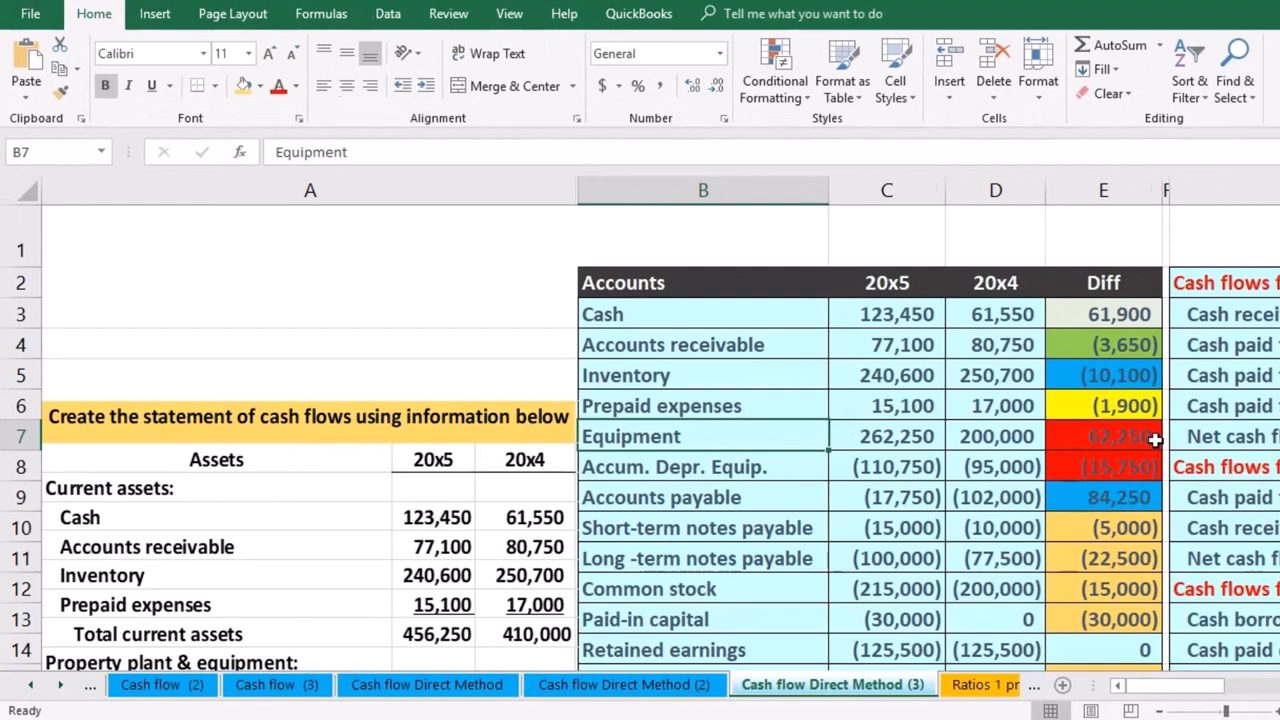 File Home Insert Page Layout Formulas Data Review View Help QuickBooks Tell me what you want to do
Paste
Clipboard
Calibri 11
B I U A
Font
Wrap Text
Merge & Center
Alignment
General
$ % ,
Number
Conditional Formatting
Format as Table
Cell Styles
Styles
Insert Delete Format
Cells
AutoSum
Fill
Clear
Sort & Filter
Find & Select
Editing
B7 fx Equipment
A B C D E F
1
2 Accounts 20x5 20x4 Diff Cash flows f
3 Cash 123,450 61,550 61,900 Cash recei
4 Accounts receivable 77,100 80,750 (3,650) Cash paid
5 Inventory 240,600 250,700 (10,100) Cash paid
6 Create the statement of cash flows using information below Prepaid expenses 15,100 17,000 (1,900) Cash paid
7 Equipment 262,250 200,000 62,250 Net cash fl
8 Assets 20x5 20x4 Accum. Depr. Equip. (110,750) (95,000) (15,750) Cash flows f
9 Current assets: Accounts payable (17,750) (102,000) 84,250 Cash paid
10 Cash 123,450 61,550 Short-term notes payable (15,000) (10,000) (5,000) Cash recei
11 Accounts receivable 77,100 80,750 Long -term notes payable (100,000) (77,500) (22,500) Net cash fl
12 Inventory 240,600 250,700 Common stock (215,000) (200,000) (15,000) Cash flows f
13 Prepaid expenses 15,100 17,000 Paid-in capital (30,000) 0 (30,000) Cash borro
14 Total current assets 456,250 410,000 Retained earnings (125,500) (125,500) 0 Cash paid
Property plant & equipment:
... Cash flow (2) Cash flow (3) Cash flow Direct Method Cash flow Direct Method (2) Cash flow Direct Method (3) Ratios 1 pr ...
Ready